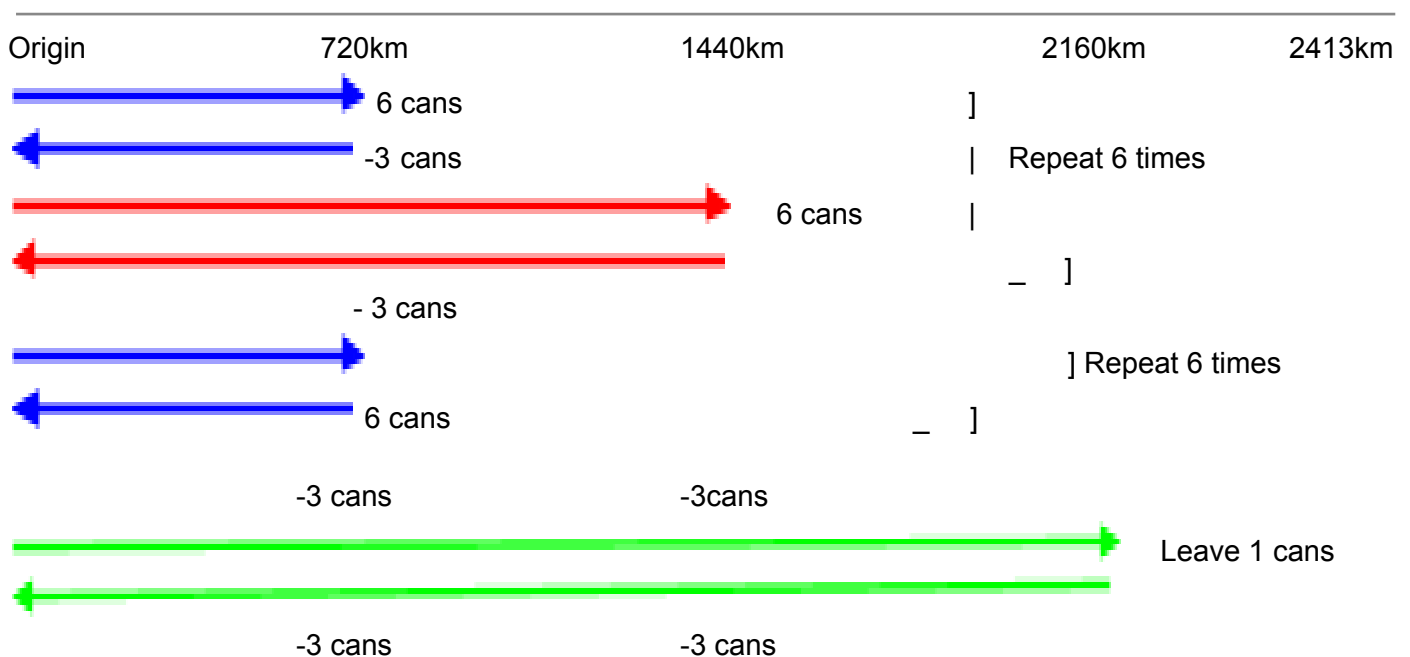 Origin 720km 1440km 2160km 2413km
6 cans ]
-3 cans | Repeat 6 times
6 cans |
_ ]
- 3 cans
] Repeat 6 times
6 cans _ ]
-3 cans -3cans
Leave 1 cans
-3 cans -3 cans